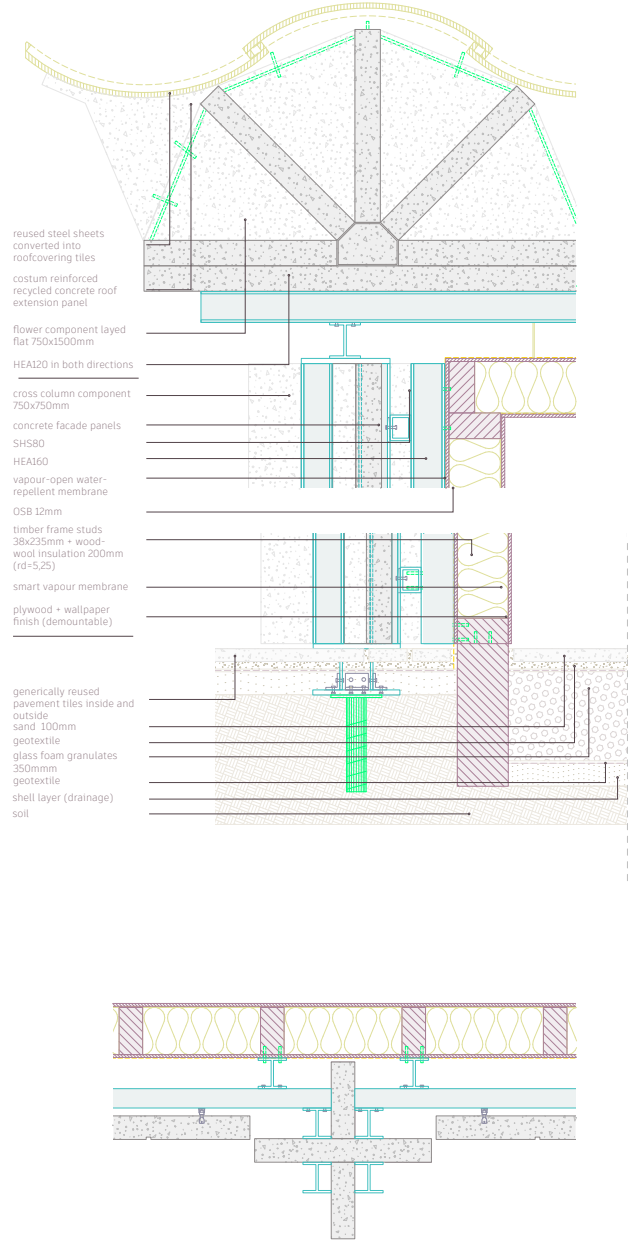 reused steel sheets
converted into
roofcovering tiles
costum reinforced
recycled concrete roof
extension panel
flower component layed
flat 750x1500mm
HEA120 in both directions
cross column component
750x750mm
concrete facade panels
SHS80
HEA160
vapour-open water-
repellent membrane
OSB 12mm
timber frame studs
38x235mm + wood-
wool insulation 200mm
(rd=5,25)
smart vapour membrane
plywood + wallpaper
finish (demountable)
generically reused
pavement tiles inside and
outside
sand 100mm
geotextile
glass foam granulates
350mmm
geotextile
shell layer (drainage)
soil